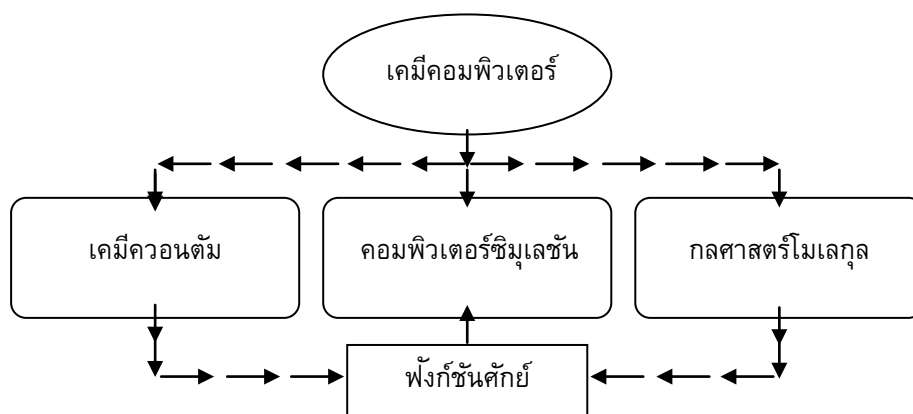 เคมีคอมพิวเตอร์
เคมีควอนตัม
คอมพิวเตอร์ซิมุเลชัน
กลศาสตร์โมเลกุล
ฟังก์ชันศักย์